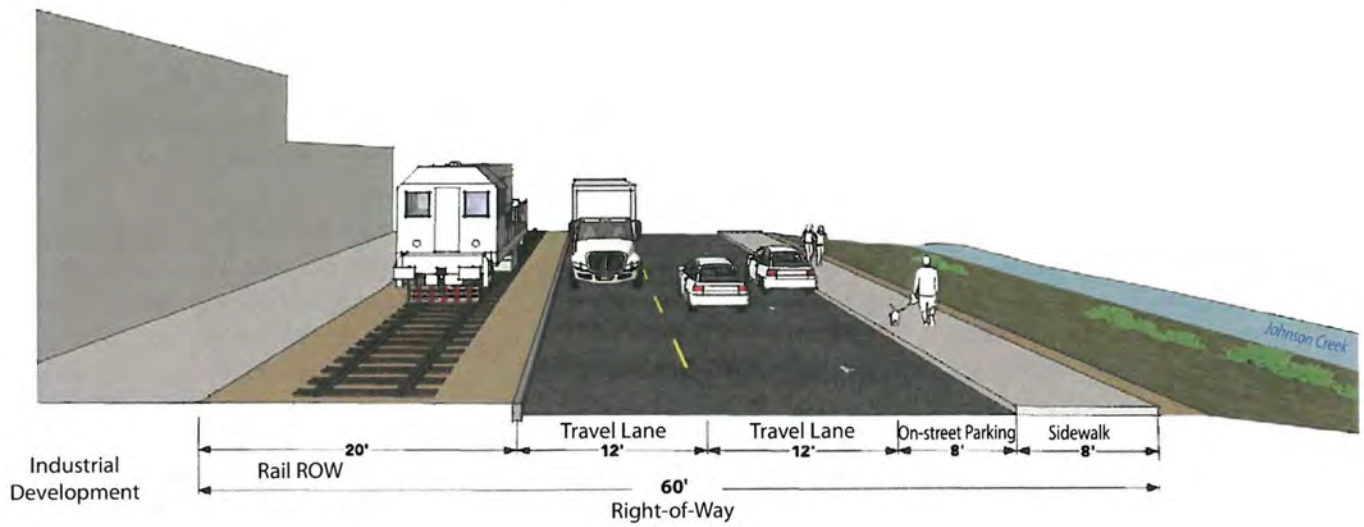 Johnson Creek
Travel Lane
Travel Lane
On-street Parking
Sidewalk
20'
12'
12'
8'
8'
Industrial
Development
Rail ROW
60'
Right-of-Way